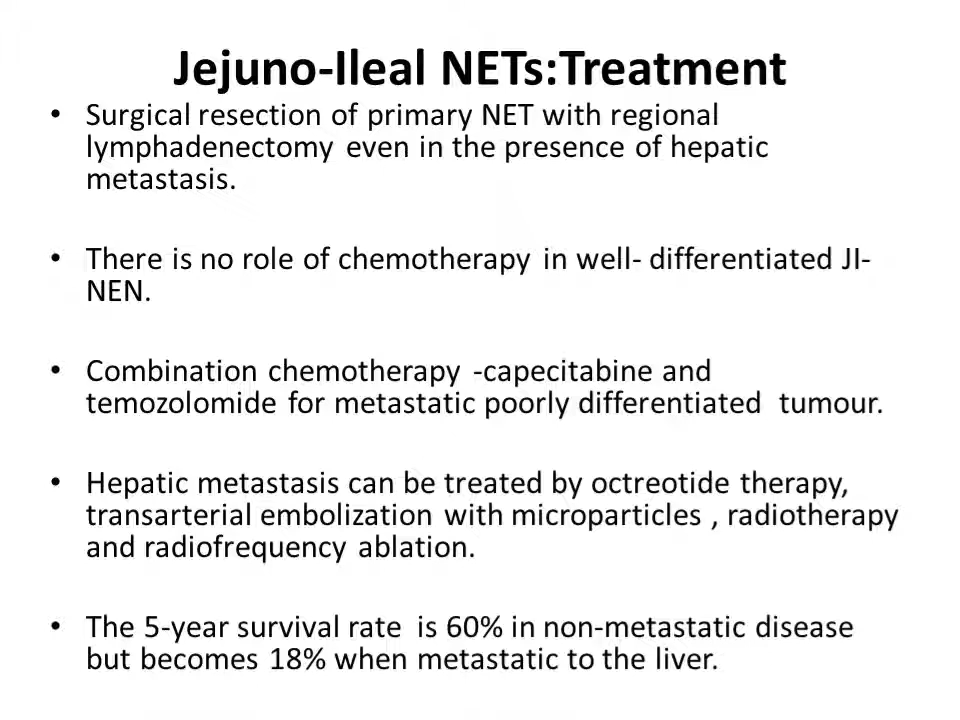 Jejuno-Ileal NETs:Treatment
• Surgical resection of primary NET with regional
lymphadenectomy even in the presence of hepatic
metastasis.
• There is no role of chemotherapy in well- differentiated JI-
NEN.
• Combination chemotherapy -capecitabine and
temozolomide for metastatic poorly differentiated tumour.
• Hepatic metastasis can be treated by octreotide therapy,
transarterial embolization with microparticles , radiotherapy
and radiofrequency ablation.
• The 5-year survival rate is 60% in non-metastatic disease
but becomes 18% when metastatic to the liver.